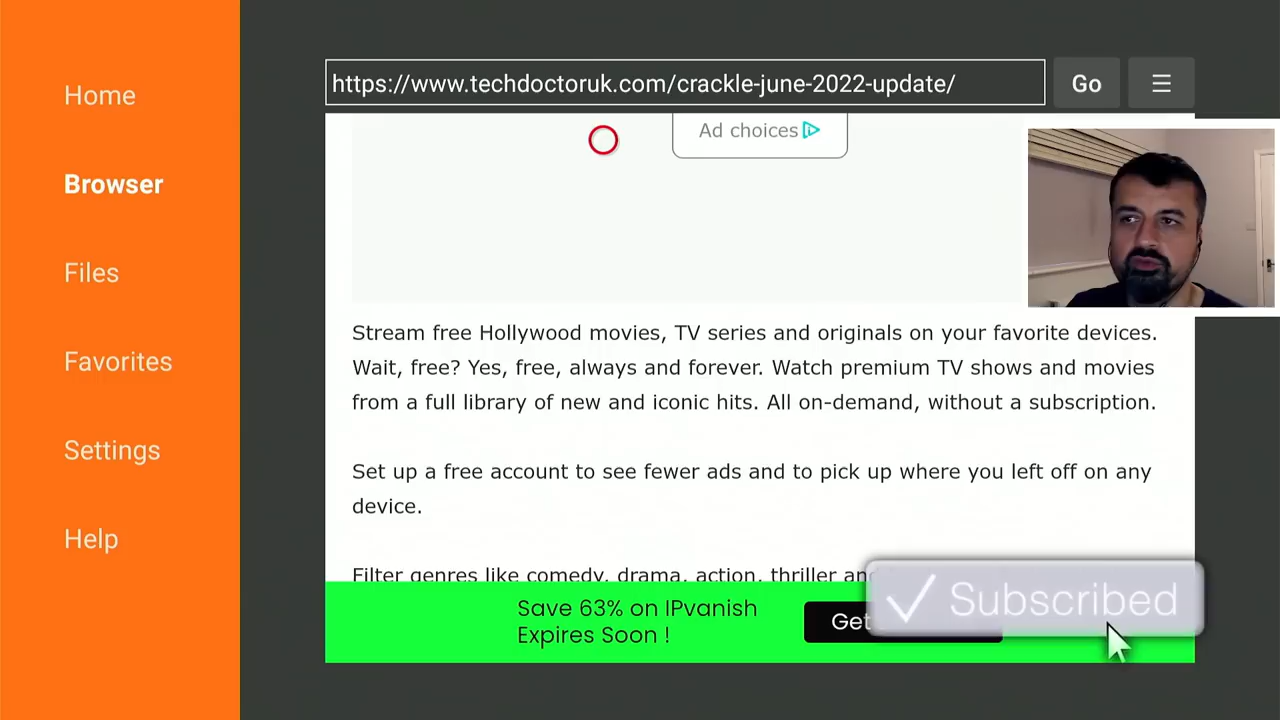 Home
Browser
Files
Favorites
Settings
Help
https://www.techdoctoruk.com/crackle-june-2022-update/
Go
Ad choices
Stream free Hollywood movies, TV series and originals on your favorite devices.
Wait, free? Yes, free, always and forever. Watch premium TV shows and movies
from a full library of new and iconic hits. All on-demand, without a subscription.
Set up a free account to see fewer ads and to pick up where you left off on any
device.
Filter genres like comedy, drama, action, thriller
Save 63% on IPvanish
Expires Soon !
Get
Subscribed